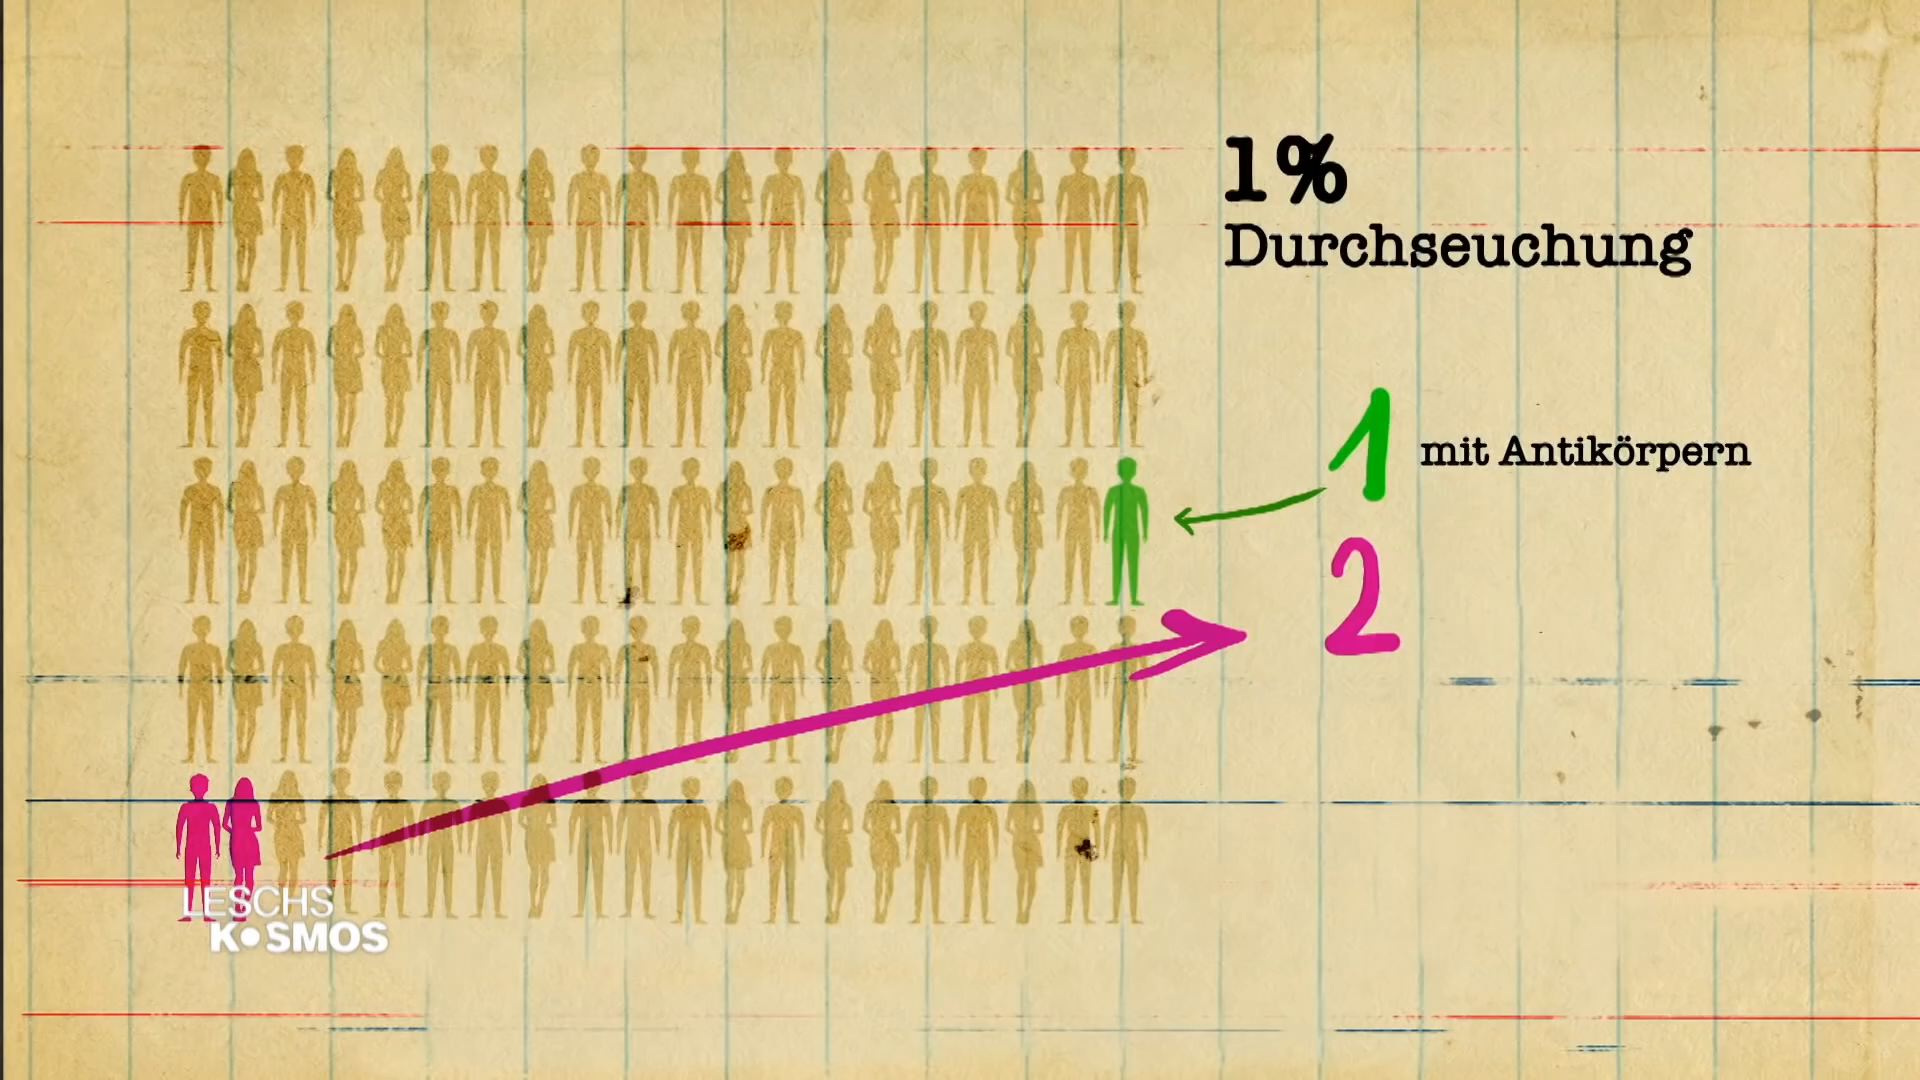 1%
Durchseuchung
1 mit Antikörpern
2
LESCHS
KOSMOS